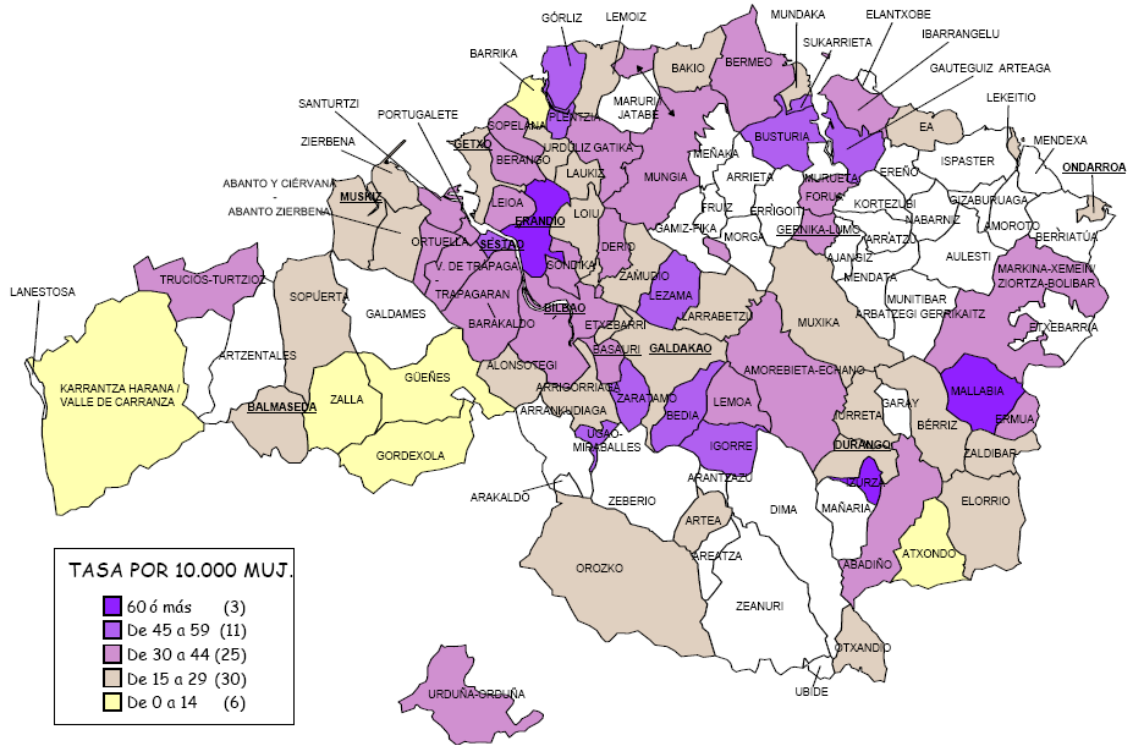 GÓRLIZ
LEMOIZ
MUNDAKA
ELANTXOBE
SUKARRIETA
IBARRANGELU
BARRIKA
BAKIO
BERMEO
GAUTEGUIZ ARTEAGA
SANTURTZI
PORTUGALETE
MARURI/
JATABE
LEKEITIO
PLENTZIA
SOPELANA
BUSTURIA
EA
MENDEXA
ZIERBENA
GETXO
URDULIZ
GATIKA
MEÑAKA
ISPASTER
ONDARROA
BERANGO
LAUKIZ
MUNGIA
ARRIETA
MURUETA
EREÑO
ABANTO Y CIÉRVANA
-
ABANTO ZIERBENA
MUSKIZ
LEIOA
FORUA
KORTEZUBI
GIZABURUAGA
ERANDIO
LOIU
FRUIZ
ERRIGOITI
NABARNIZ
AMOROTO
GAMIZ-FIKA
GERNIKA-LUMO
ARRATZU
BERRIATÚA
ORTUELLA
SESTAO
DERIO
MORGA
AJANGIZ
AULESTI
V. DE TRÁPAGA
-
TRAPAGARAN
SONDIKA
ZAMUDIO
MENDATA
MARKINA-XEMEIN/
ZIORTZA-BOLIBAR
TRUCIOS-TURTZIOZ
LANESTOSA
SOPUERTA
LEZAMA
MUNITIBAR
ARBATZEGI GERRIKAITZ
GALDAMES
BILBAO
BARAKALDO
ETXEBARRI
LARRABETZU
MUXIKA
ETXEBARRIA
ARTZENTALES
BASAURI
GALDAKAO
ALONSOTEGI
AMOREBIETA-ECHANO
GÜEÑES
KARRANTZA HARANA /
VALLE DE CARRANZA
ARRIGORRIAGA
MALLABIA
BALMASEDA
ZALLA
ZARATAMO
LEMOA
GARAY
ARRANKUDIAGA
BEDIA
IURRETA
BÉRRIZ
ERMUA
UGAO-
MIRABALLES
IGORRE
DURANGO
GORDEXOLA
ZALDIBAR
ARANTZAZU
IZURZA
ARAKALDO
ZEBERIO
DIMA
MAÑARIA
ELORRIO
ARTEA
ATXONDO
AREATZA
ABADIÑO
OROZKO
ZEANURI
OTXANDIO
UBIDE
URDUÑA-ORDUÑA
TASA POR 10.000 MUJ.
60 ó más (3)
De 45 a 59 (11)
De 30 a 44 (25)
De 15 a 29 (30)
De 0 a 14 (6)